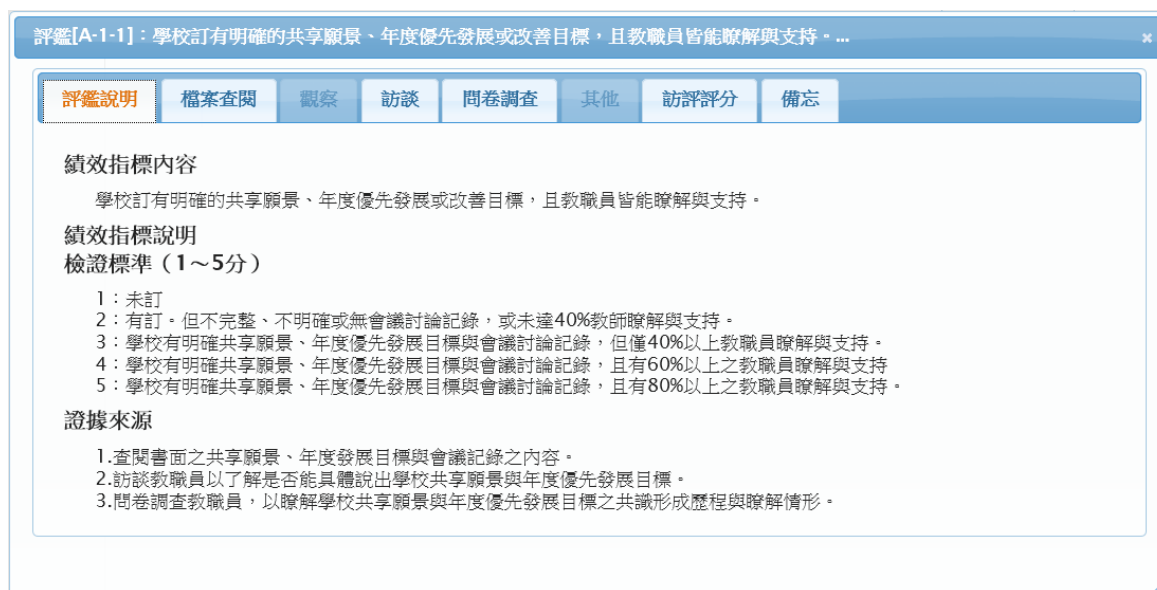 評鑑[A-1-1]：學校訂有明確的共享願景、年度優先發展或改善目標，且教職員皆能瞭解與支持。...
評鑑說明 檔案查閱 觀察 訪談 問卷調查 其他 訪評評分 備忘
績效指標內容
學校訂有明確的共享願景、年度優先發展或改善目標，且教職員皆能瞭解與支持。
績效指標說明
檢證標準（1～5分）
1：未訂
2：有訂。但不完整、不明確或無會議討論記錄，或未達40%教師瞭解與支持。
3：學校有明確共享願景、年度優先發展目標與會議討論記錄，但僅40%以上教職員瞭解與支持。
4：學校有明確共享願景、年度優先發展目標與會議討論記錄，且有60%以上之教職員瞭解與支持
5：學校有明確共享願景、年度優先發展目標與會議討論記錄，且有80%以上之教職員瞭解與支持。
證據來源
1.查閱書面之共享願景、年度發展目標與會議記錄之內容。
2.訪談教職員以了解是否能具體說出學校共享願景與年度優先發展目標。
3.問卷調查教職員，以瞭解學校共享願景與年度優先發展目標之共識形成歷程與瞭解情形。